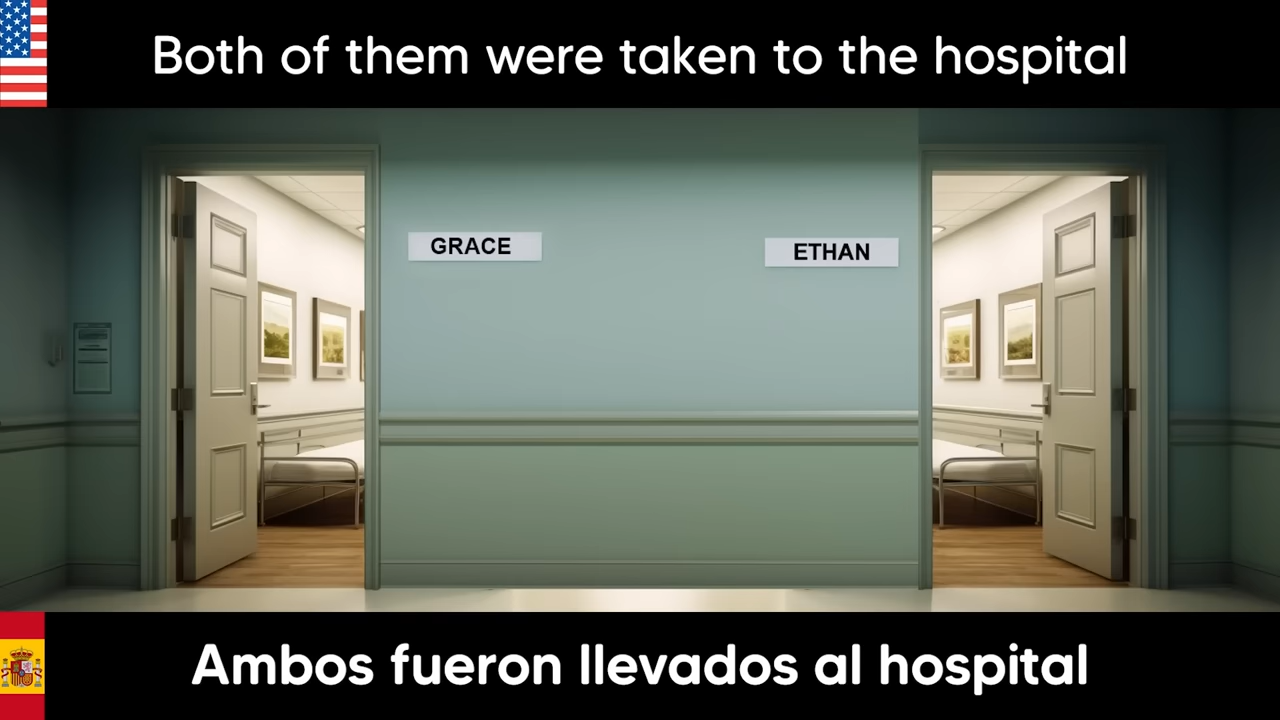 Both of them were taken to the hospital
GRACE
ETHAN
Ambos fueron llevados al hospital